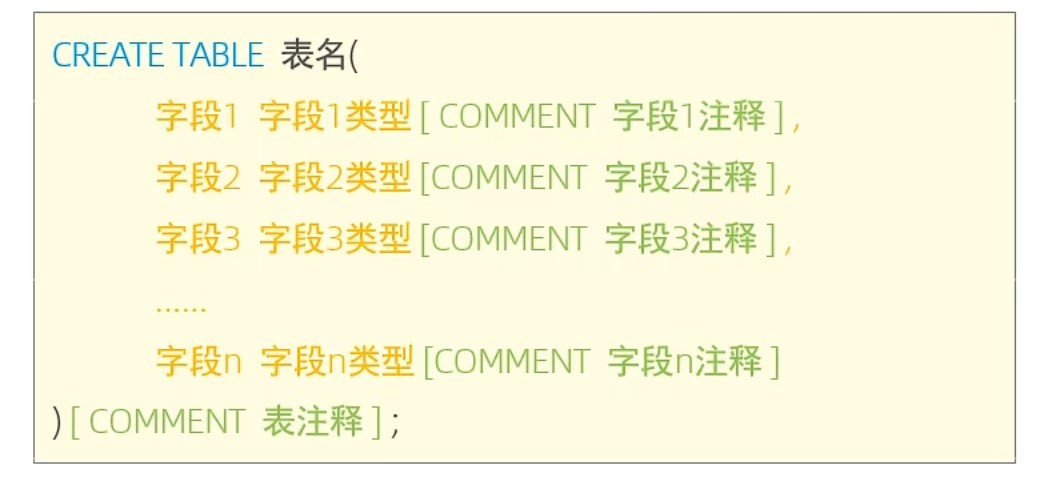 CREATE TABLE 表名(
字段1 字段1类型 [ COMMENT 字段1注释 ] ,
字段2 字段2类型 [COMMENT 字段2注释 ] ,
字段3 字段3类型 [COMMENT 字段3注释 ] ,
......
字段n 字段n类型 [COMMENT 字段n注释 ]
) [ COMMENT 表注释 ] ;